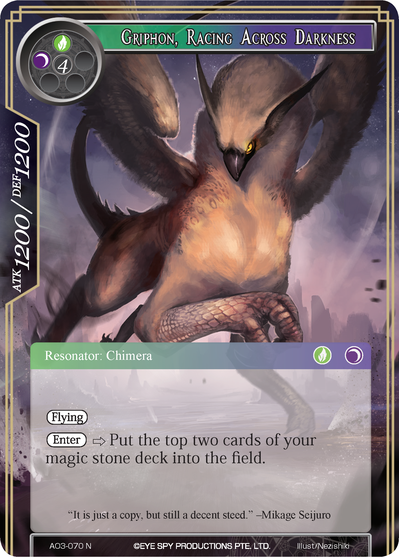 Griphon, Racing Across Darkness
4
ATK 1200 / DEF 1200
Resonator: Chimera
Flying
Enter ⇨ Put the top two cards of your
magic stone deck into the field.
"It is just a copy, but still a decent steed." –Mikage Seijuro
AO3-070 N ©EYE SPY PRODUCTIONS PTE. LTD. Illust/Nezishiki